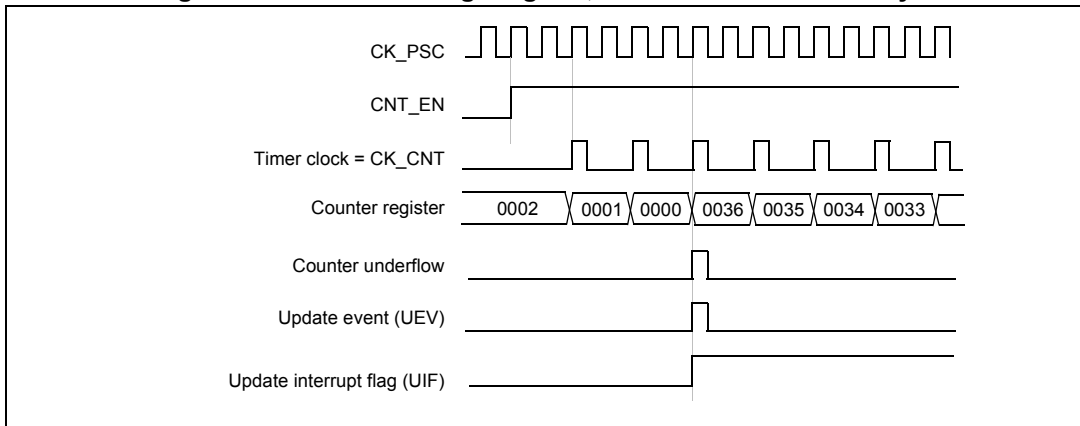 CK_PSC
CNT_EN
Timer clock = CK_CNT
Counter register 0002 0001 0000 0036 0035 0034 0033
Counter underflow
Update event (UEV)
Update interrupt flag (UIF)